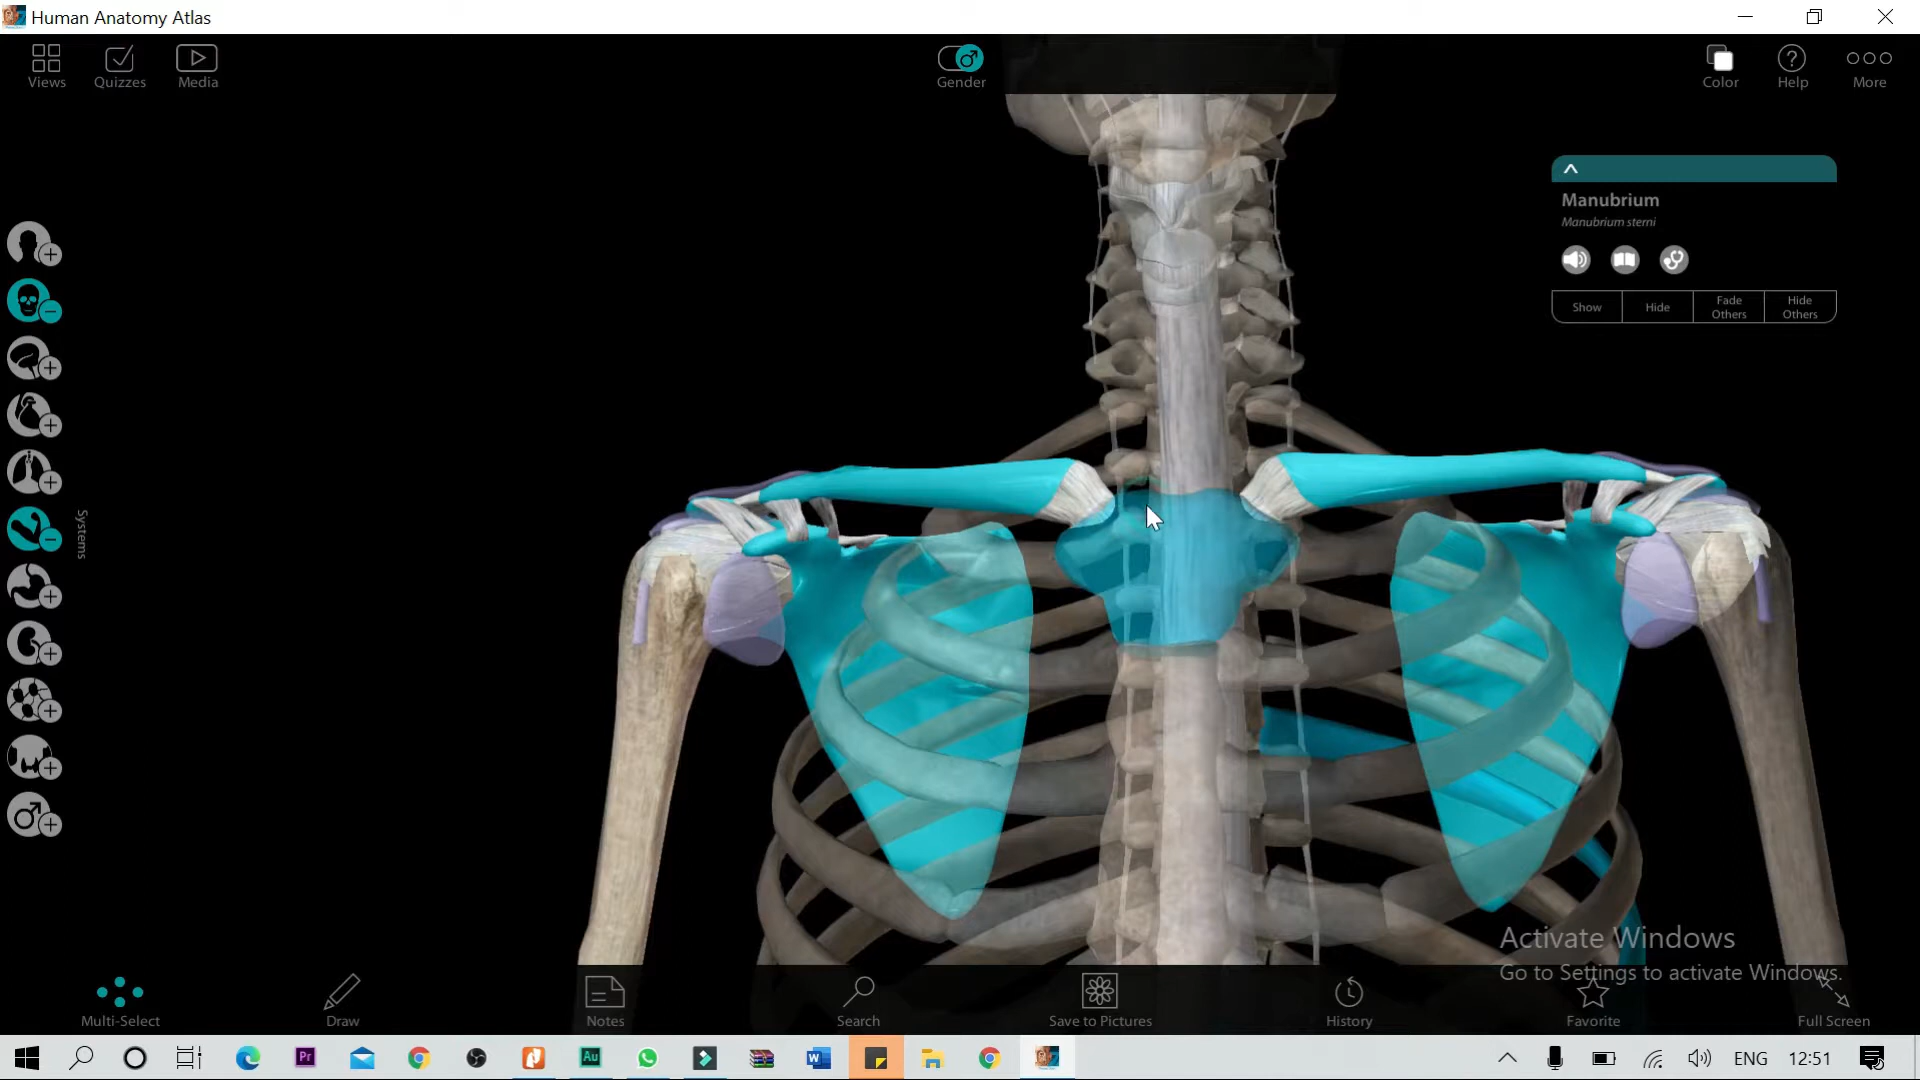 Human Anatomy Atlas
Views
Quizzes
Media
Gender
Color
Help
More
Manubrium
Manubrium sterni
Show
Hide
Fade
Others
Hide
Others
Systems
Activate Windows
Go to Settings to activate Windows.
Multi-Select
Draw
Notes
Search
Save to Pictures
History
Favorite
Full Screen
Pr
Au
W
ENG
12:51